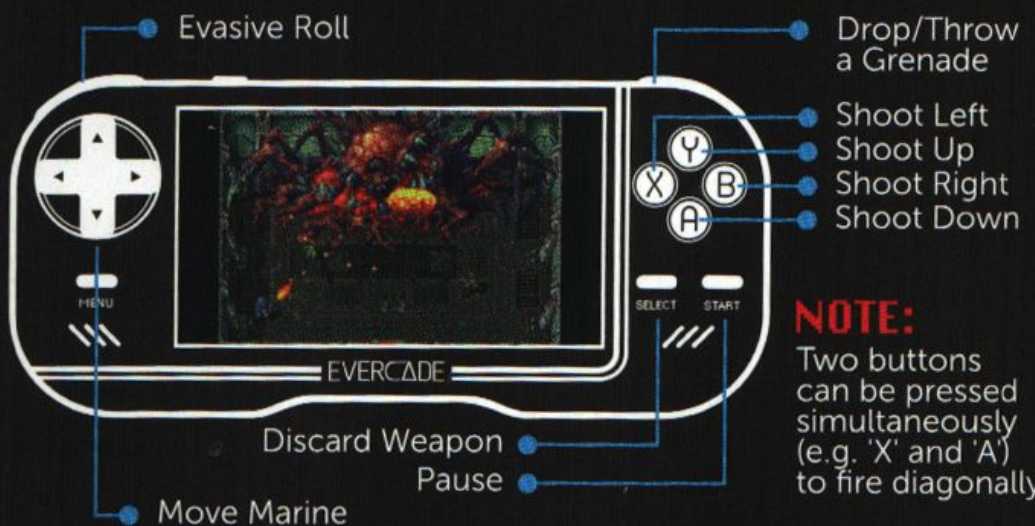 Evasive Roll
Drop/Throw
a Grenade
Shoot Left
Shoot Up
Shoot Right
Shoot Down
Y
X
B
A
MENU
SELECT
START
EVERCADE
NOTE:
Two buttons
can be pressed
simultaneously
(e.g. 'X' and 'A')
to fire diagonally
Discard Weapon
Pause
Move Marine